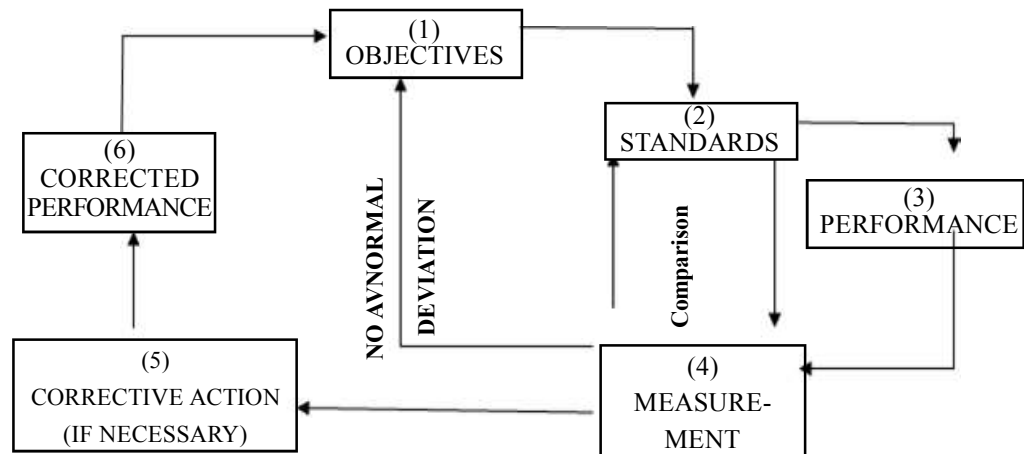 (1)
OBJECTIVES
(2)
STANDARDS
(3)
PERFORMANCE
(4)
MEASURE-
MENT
(5)
CORRECTIVE ACTION
(IF NECESSARY)
(6)
CORRECTED
PERFORMANCE
NO AVNORMAL
DEVIATION
Comparison